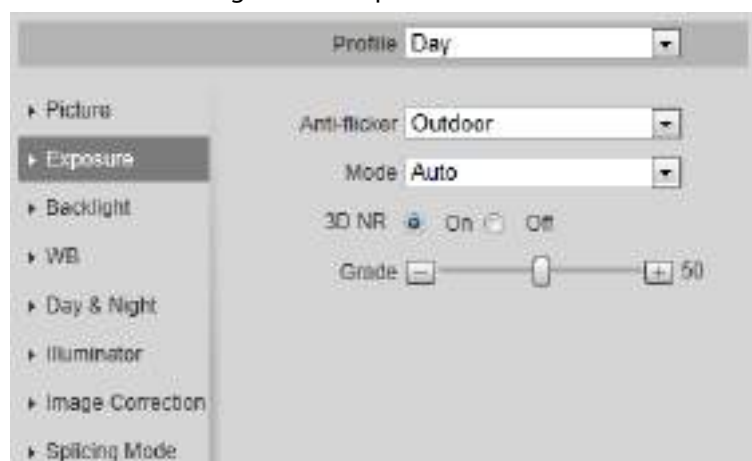 Profile Day
Picture
Exposure
Backlight
WB
Day & Night
Illuminator
Image Correction
Splicing Mode
Anti-flicker Outdoor
Mode Auto
3D NR On Off
Grade 50